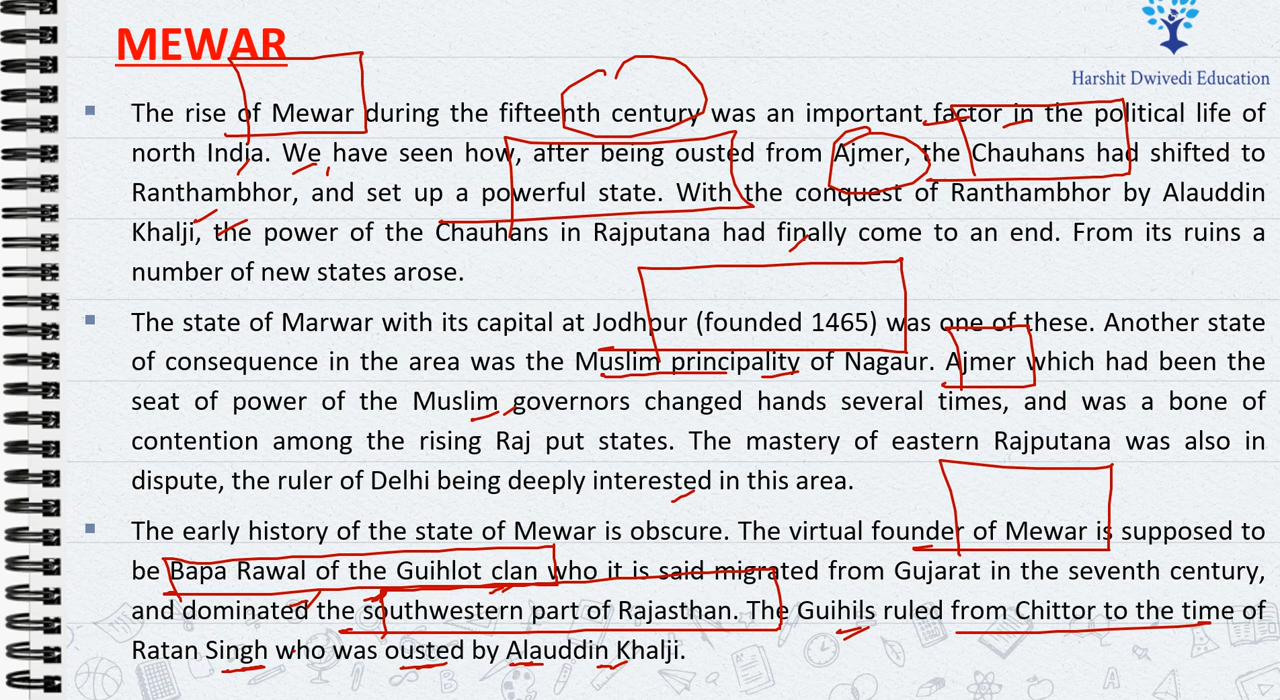 MEWAR
Harshit Dwivedi Education
The rise of Mewar during the fifteenth century was an important factor in the political life of
north India. We have seen how, after being ousted from Ajmer, the Chauhans had shifted to
Ranthambhor, and set up a powerful state. With the conquest of Ranthambhor by Alauddin
Khalji, the power of the Chauhans in Rajputana had finally come to an end. From its ruins a
number of new states arose.
The state of Marwar with its capital at Jodhpur (founded 1465) was one of these. Another state
of consequence in the area was the Muslim principality of Nagaur. Ajmer which had been the
seat of power of the Muslim governors changed hands several times, and was a bone of
contention among the rising Raj put states. The mastery of eastern Rajputana was also in
dispute, the ruler of Delhi being deeply interested in this area.
The early history of the state of Mewar is obscure. The virtual founder of Mewar is supposed to
be Bapa Rawal of the Guihlot clan who it is said migrated from Gujarat in the seventh century,
and dominated the southwestern part of Rajasthan. The Guihils ruled from Chittor to the time of
Ratan Singh who was ousted by Alauddin Khalji.